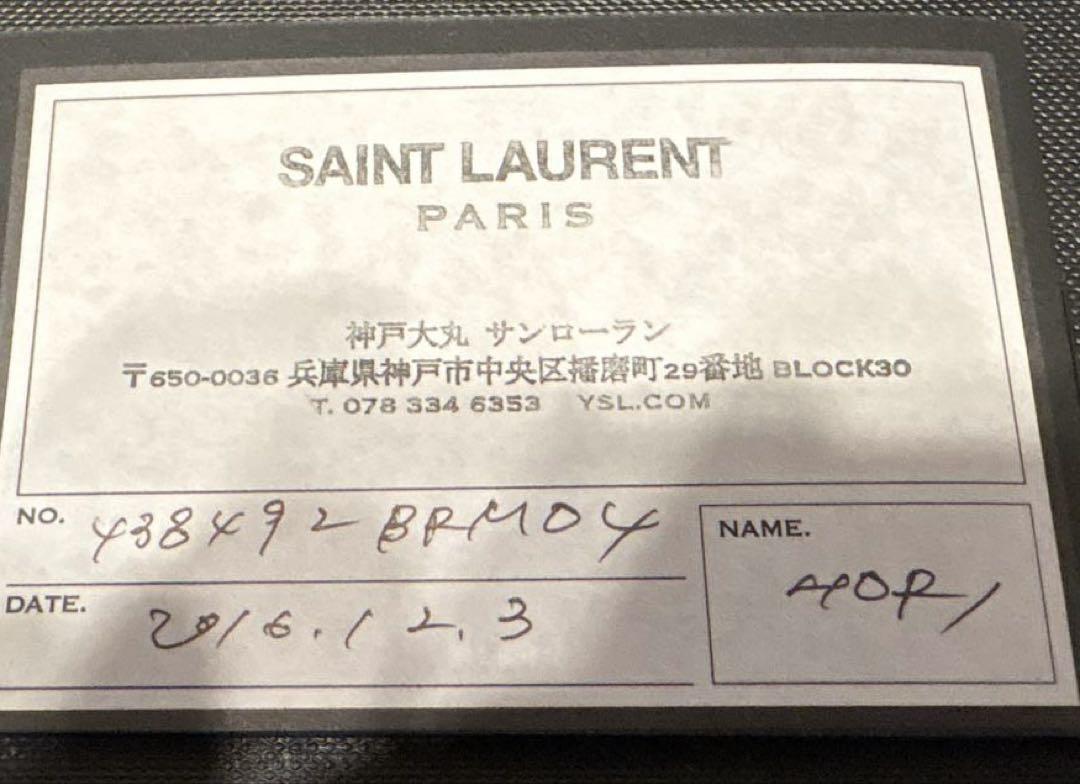 SAINT LAURENT
PARIS
神戸大丸 サンローラン
〒650-0036 兵庫県神戸市中央区播磨町29番地 BLOCK30
T. 078 334 6353 YSL.COM
NO. 438492 BRM04
NAME.
HORI
DATE. 2016.12.3